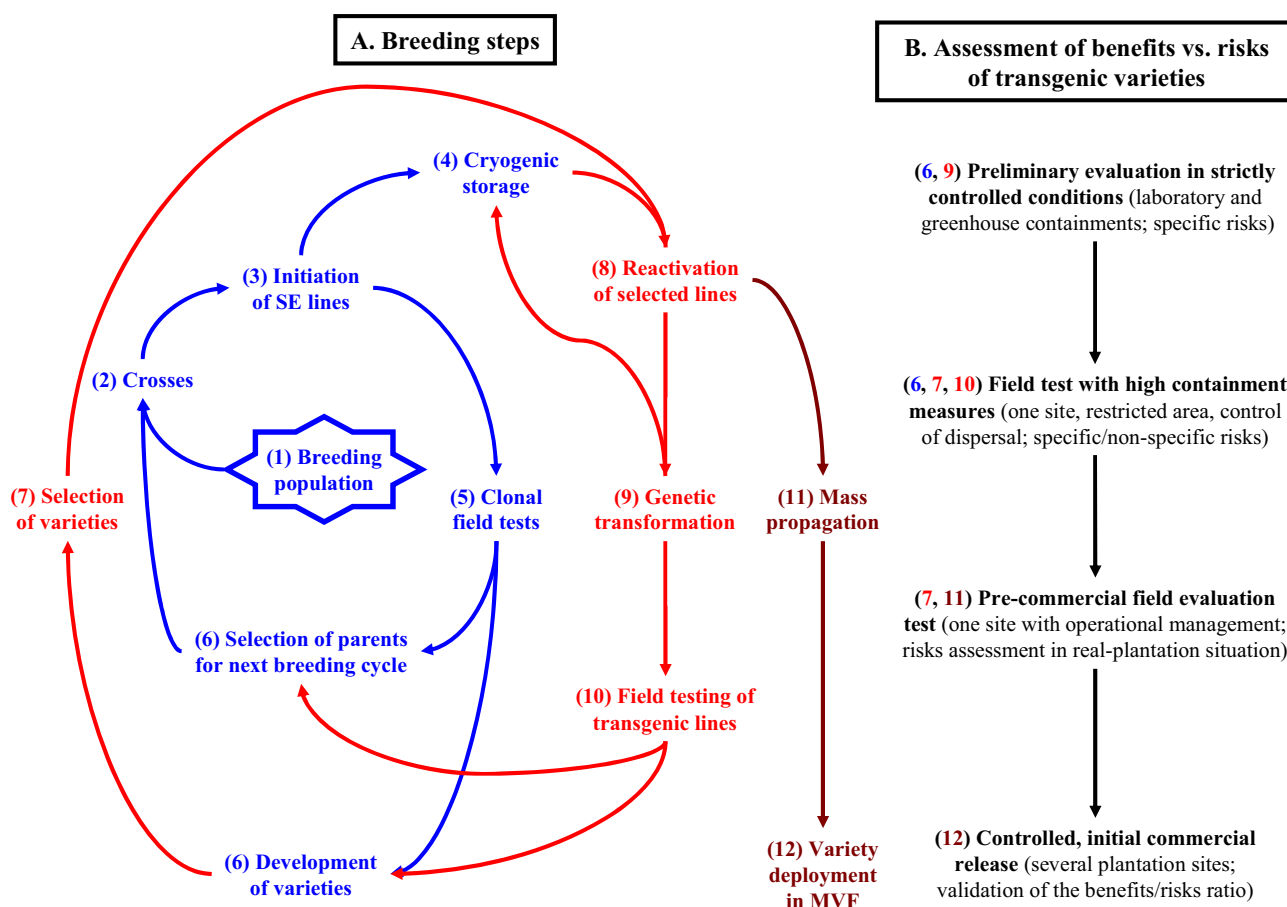 A. Breeding steps
B. Assessment of benefits vs. risks
of transgenic varieties
(1) Breeding
population
(2) Crosses
(3) Initiation
of SE lines
(4) Cryogenic
storage
(5) Clonal
field tests
(6) Selection of parents
for next breeding cycle
(6) Development
of varieties
(7) Selection
of varieties
(8) Reactivation
of selected lines
(9) Genetic
transformation
(10) Field testing of
transgenic lines
(11) Mass
propagation
(12) Variety
deployment
in MVF
(6, 9) Preliminary evaluation in strictly
controlled conditions (laboratory and
greenhouse containments; specific risks)
(6, 7, 10) Field test with high containment
measures (one site, restricted area, control
of dispersal; specific/non-specific risks)
(7, 11) Pre-commercial field evaluation
test (one site with operational management;
risks assessment in real-plantation situation)
(12) Controlled, initial commercial
release (several plantation sites;
validation of the benefits/risks ratio)